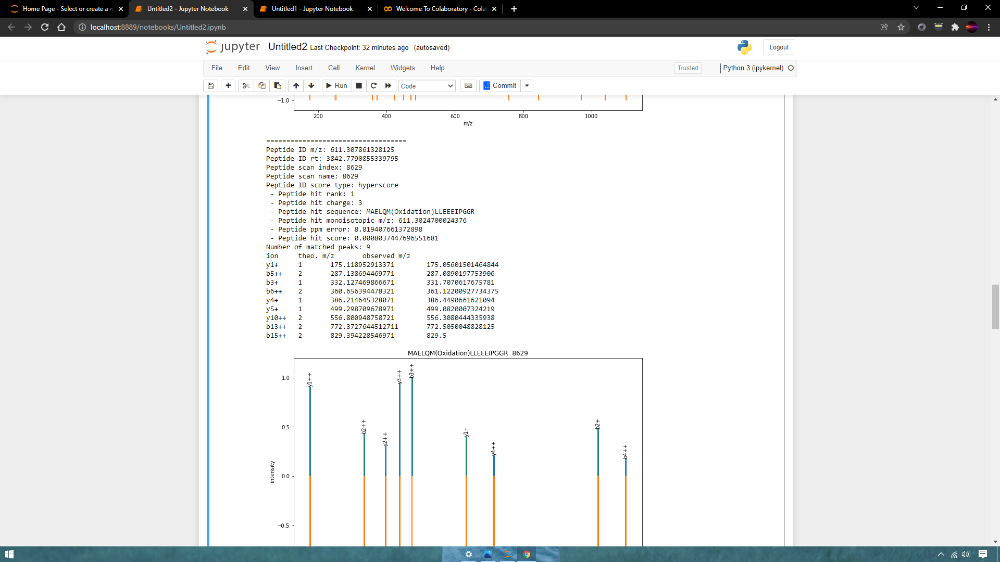 Home Page - Select or create a n
Untitled2 - Jupyter Notebook
Untitled1 - Jupyter Notebook
Welcome To Colaboratory - Cola
localhost:8889/notebooks/Untitled2.ipynb
jupyter Untitled2 Last Checkpoint: 32 minutes ago (autosaved)
Logout
File Edit View Insert Cell Kernel Widgets Help
Trusted
Python 3 (ipykernel)
Run
Code
Commit
−1.0
200 400 600 800 1000
m/z
===================================
Peptide ID m/z: 611.307861328125
Peptide ID rt: 3842.7790855339795
Peptide scan index: 8629
Peptide scan name: 8629
Peptide ID score type: hyperscore
- Peptide hit rank: 1
- Peptide hit charge: 3
- Peptide hit sequence: MAELQM(Oxidation)LLEEEIPGGR
- Peptide hit monoisotopic m/z: 611.3024700024376
- Peptide ppm error: 8.819407661372898
- Peptide hit score: 0.0008037447696551681
Number of matched peaks: 9
ion theo. m/z observed m/z
y1+ 1 175.118952913371 175.05601501464844
b5++ 2 287.138694469771 287.0890197753906
b3+ 1 332.127469866671 331.7070617675781
b6++ 2 360.656394478321 361.12200927734375
y4+ 1 386.214645328071 386.4490661621094
y5+ 1 499.298709678971 499.0820007324219
y10++ 2 556.800948758721 556.3080444335938
b13++ 2 772.3727644512711 772.5050048828125
b15++ 2 829.394228546971 829.5
MAELQM(Oxidation)LLEEEIPGGR 8629
1.0
0.5
0.0
−0.5
intensity
y1++
b2++
y2++
y3++
b3++
y1+
y4++
b2+
b4++